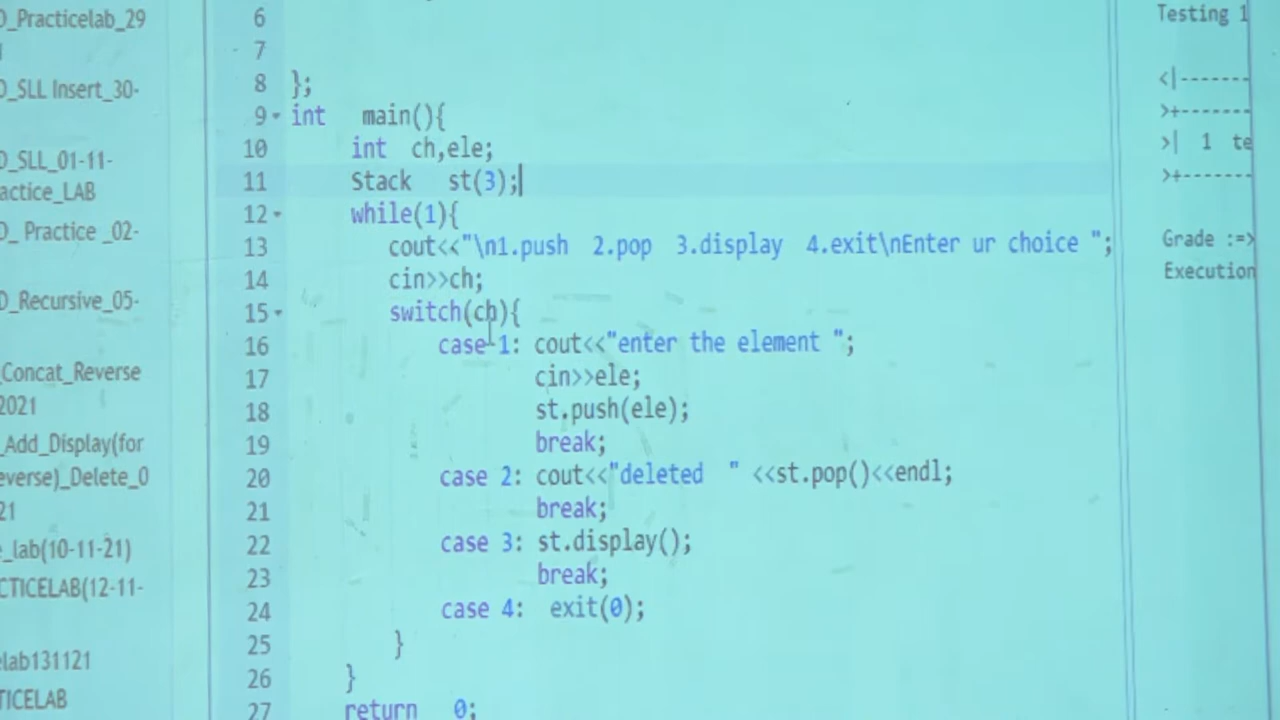 D_Practicelab_29
D_SLL Insert_30-
D_SLL_01-11-
actice_LAB
D_ Practice _02-
D_Recursive_05-
_Concat_Reverse
2021
_Add_Display(for
everse)_Delete_0
21
e_lab(10-11-21)
CTICELAB(12-11-
elab131121
TICELAB
6
7
8 };
9 int main(){
10 int ch,ele;
11 Stack st(3);
12 while(1){
13 cout<<"\n1.push 2.pop 3.display 4.exit\nEnter ur choice ";
14 cin>>ch;
15 switch(ch){
16 case 1: cout<<"enter the element ";
17 cin>>ele;
18 st.push(ele);
19 break;
20 case 2: cout<<"deleted " <<st.pop()<<endl;
21 break;
22 case 3: st.display();
23 break;
24 case 4: exit(0);
25 }
26 }
27 return 0;
Testing 1
<|-------
>+-------
>| 1 te
>+-------
Grade :=>
Execution